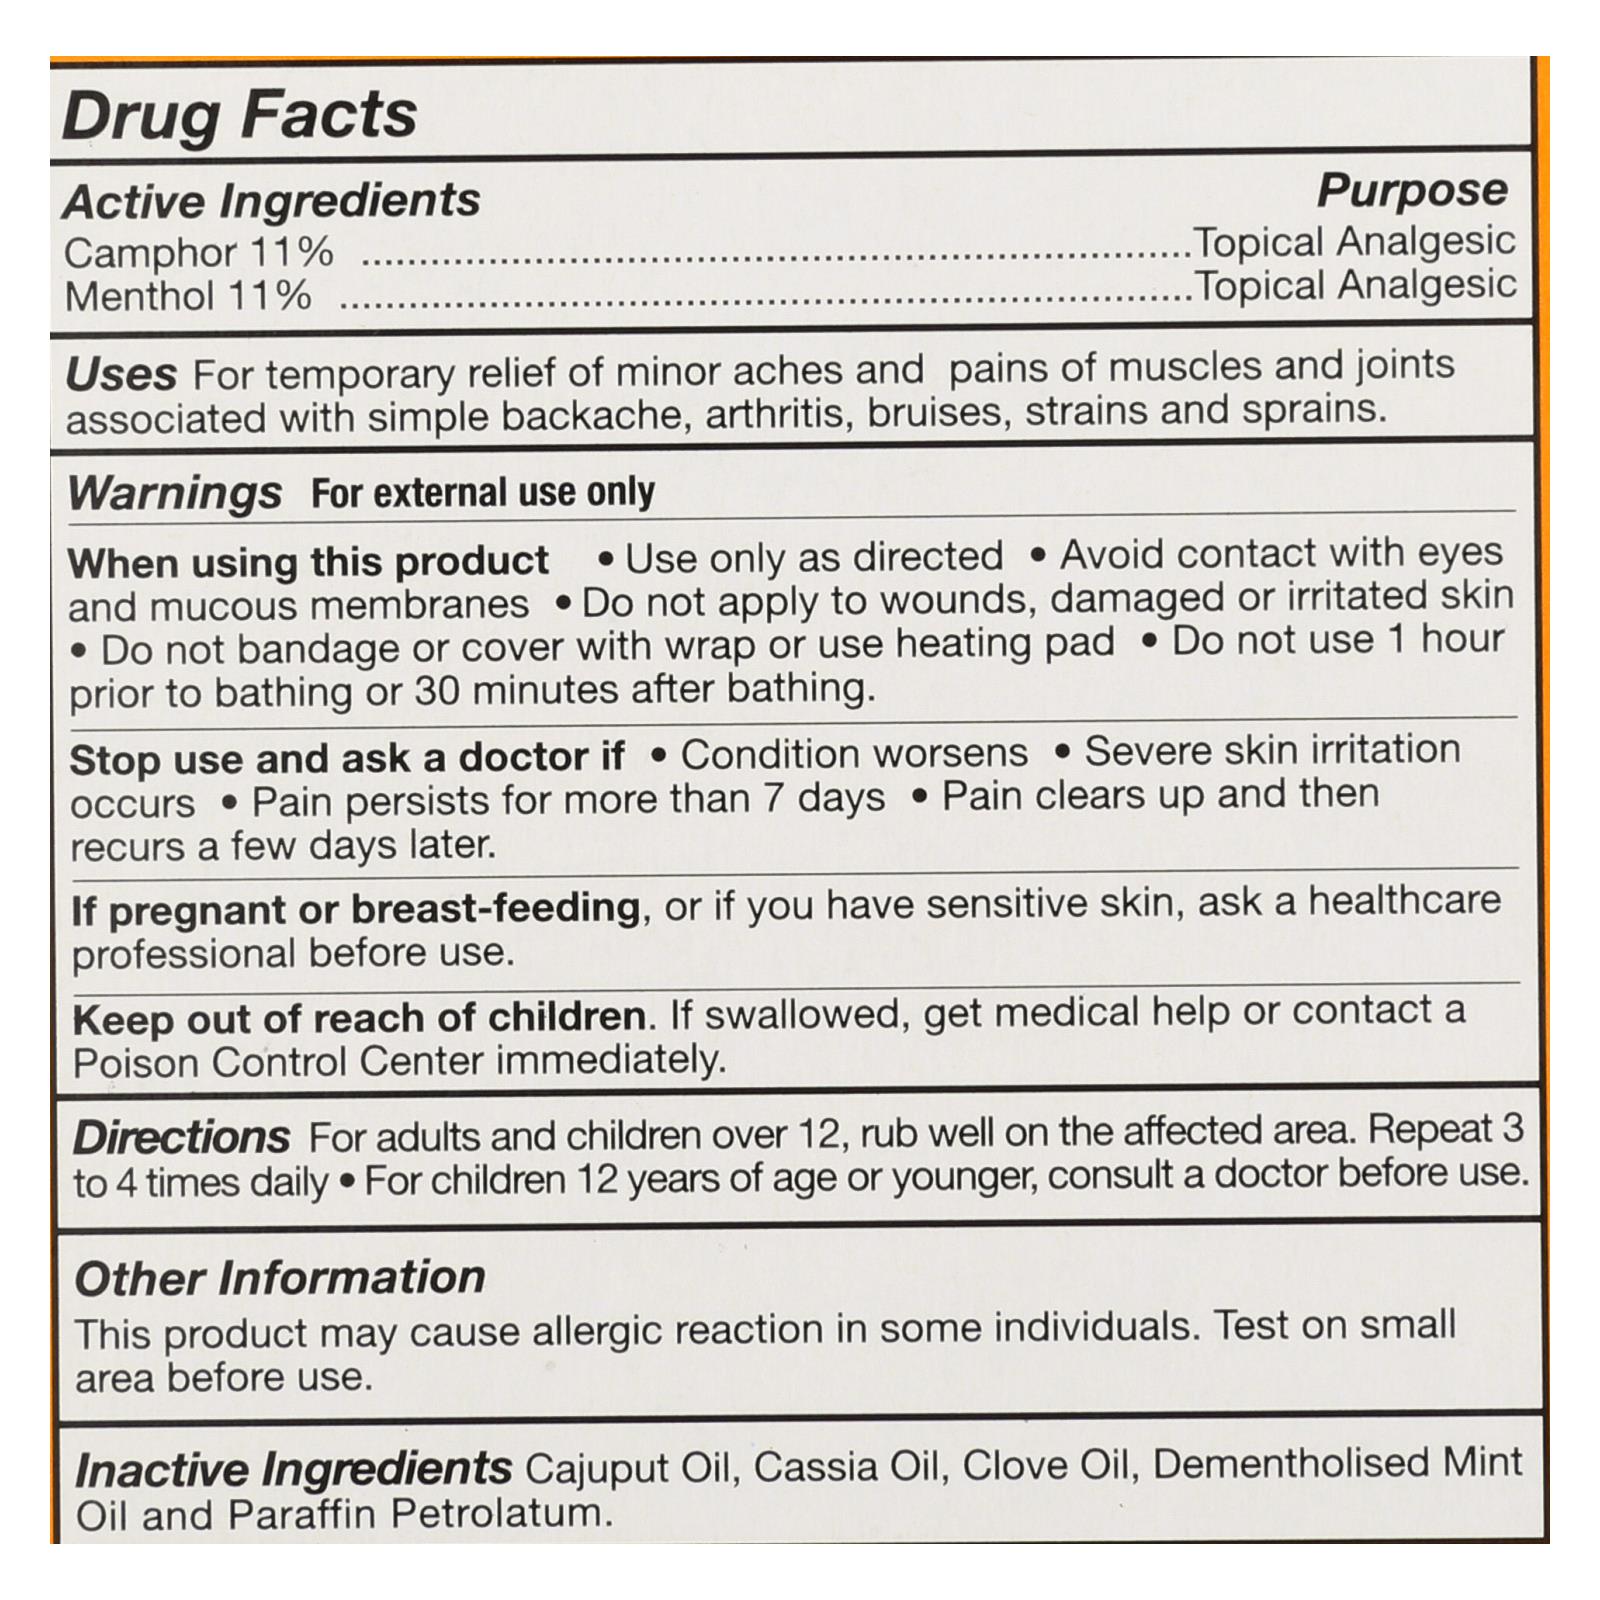 Drug Facts
Active Ingredients Purpose
Camphor 11% ........................................................................Topical Analgesic
Menthol 11% ..........................................................................Topical Analgesic
Uses For temporary relief of minor aches and pains of muscles and joints
associated with simple backache, arthritis, bruises, strains and sprains.
Warnings For external use only
When using this product • Use only as directed • Avoid contact with eyes
and mucous membranes • Do not apply to wounds, damaged or irritated skin
• Do not bandage or cover with wrap or use heating pad • Do not use 1 hour
prior to bathing or 30 minutes after bathing.
Stop use and ask a doctor if • Condition worsens • Severe skin irritation
occurs • Pain persists for more than 7 days • Pain clears up and then
recurs a few days later.
If pregnant or breast-feeding, or if you have sensitive skin, ask a healthcare
professional before use.
Keep out of reach of children. If swallowed, get medical help or contact a
Poison Control Center immediately.
Directions For adults and children over 12, rub well on the affected area. Repeat 3
to 4 times daily • For children 12 years of age or younger, consult a doctor before use.
Other Information
This product may cause allergic reaction in some individuals. Test on small
area before use.
Inactive Ingredients Cajuput Oil, Cassia Oil, Clove Oil, Dementholised Mint
Oil and Paraffin Petrolatum.